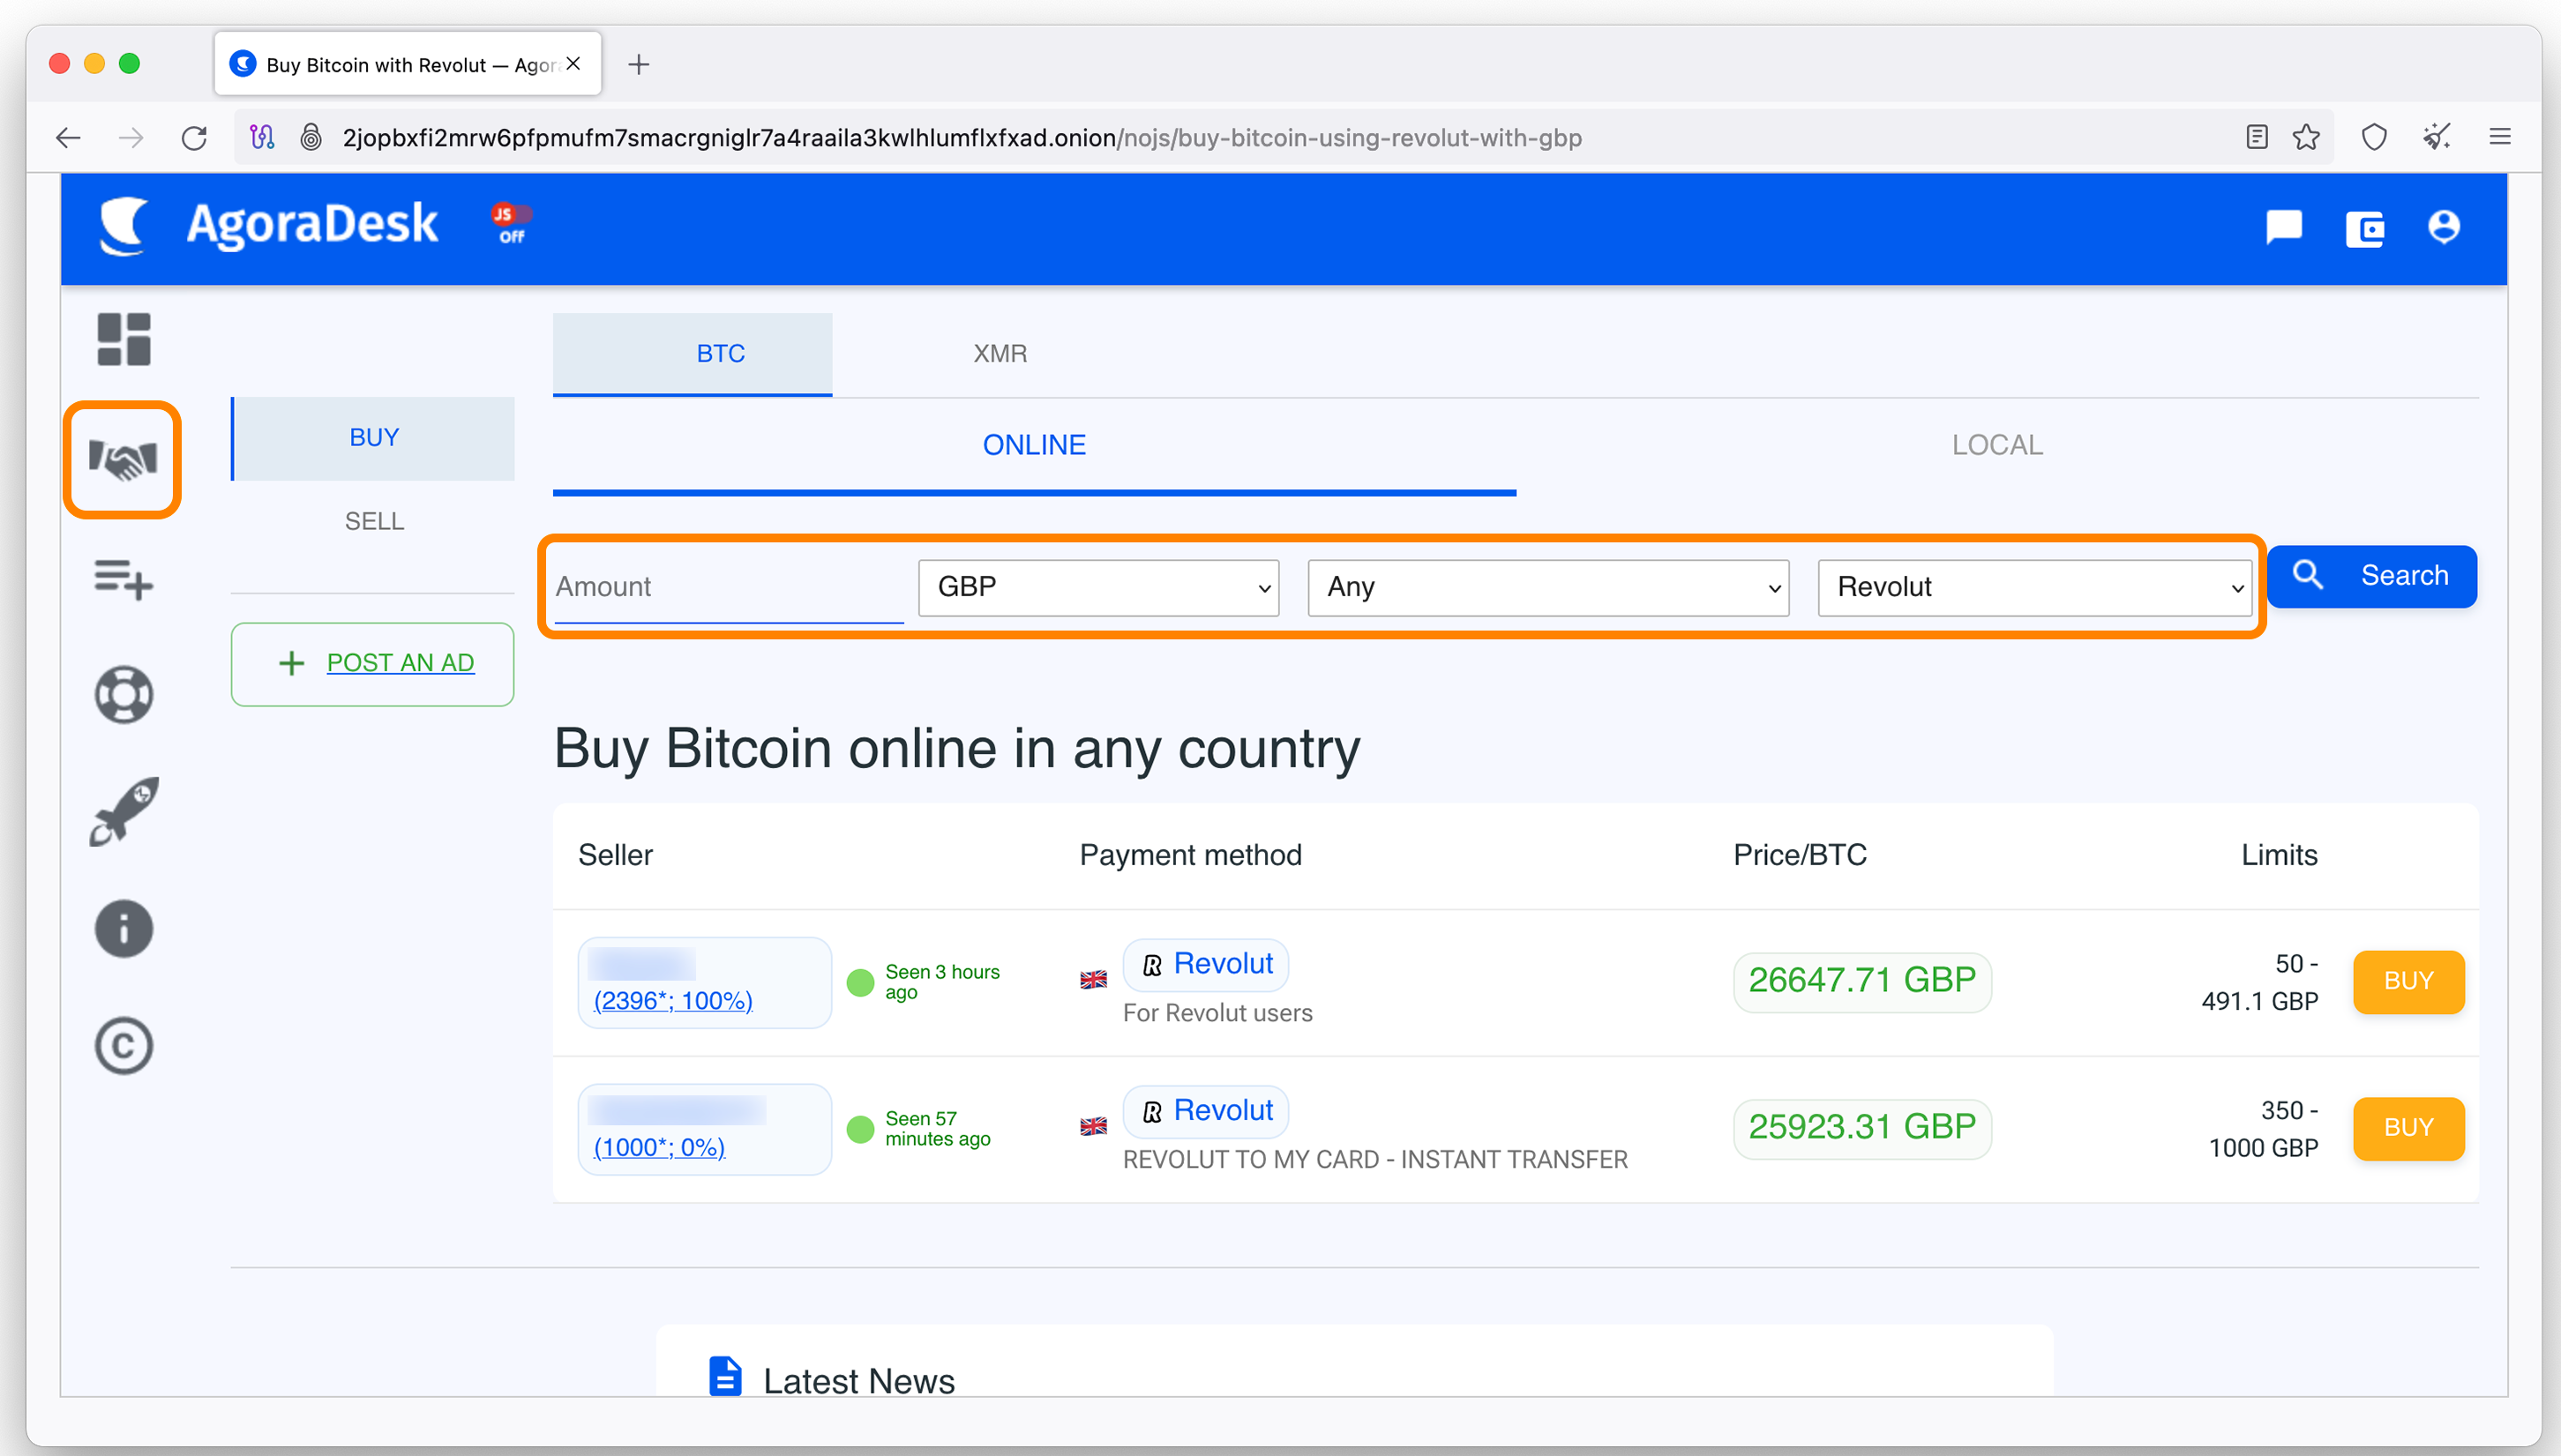 Buy Bitcoin with Revolut — Agor
2jopbxfi2mrw6pfpmufm7smacrgniglr7a4raaila3kwlhlumflxfxad.onion/nojs/buy-bitcoin-using-revolut-with-gbp
AgoraDesk
JS
Off
BTC
XMR
BUY
SELL
ONLINE
LOCAL
Amount
GBP
Any
Revolut
Search
+ POST AN AD
Buy Bitcoin online in any country
Seller
Payment method
Price/BTC
Limits
(2396*; 100%)
Seen 3 hours
ago
Revolut
For Revolut users
26647.71 GBP
50 -
491.1 GBP
BUY
(1000*; 0%)
Seen 57
minutes ago
Revolut
REVOLUT TO MY CARD - INSTANT TRANSFER
25923.31 GBP
350 -
1000 GBP
BUY
Latest News